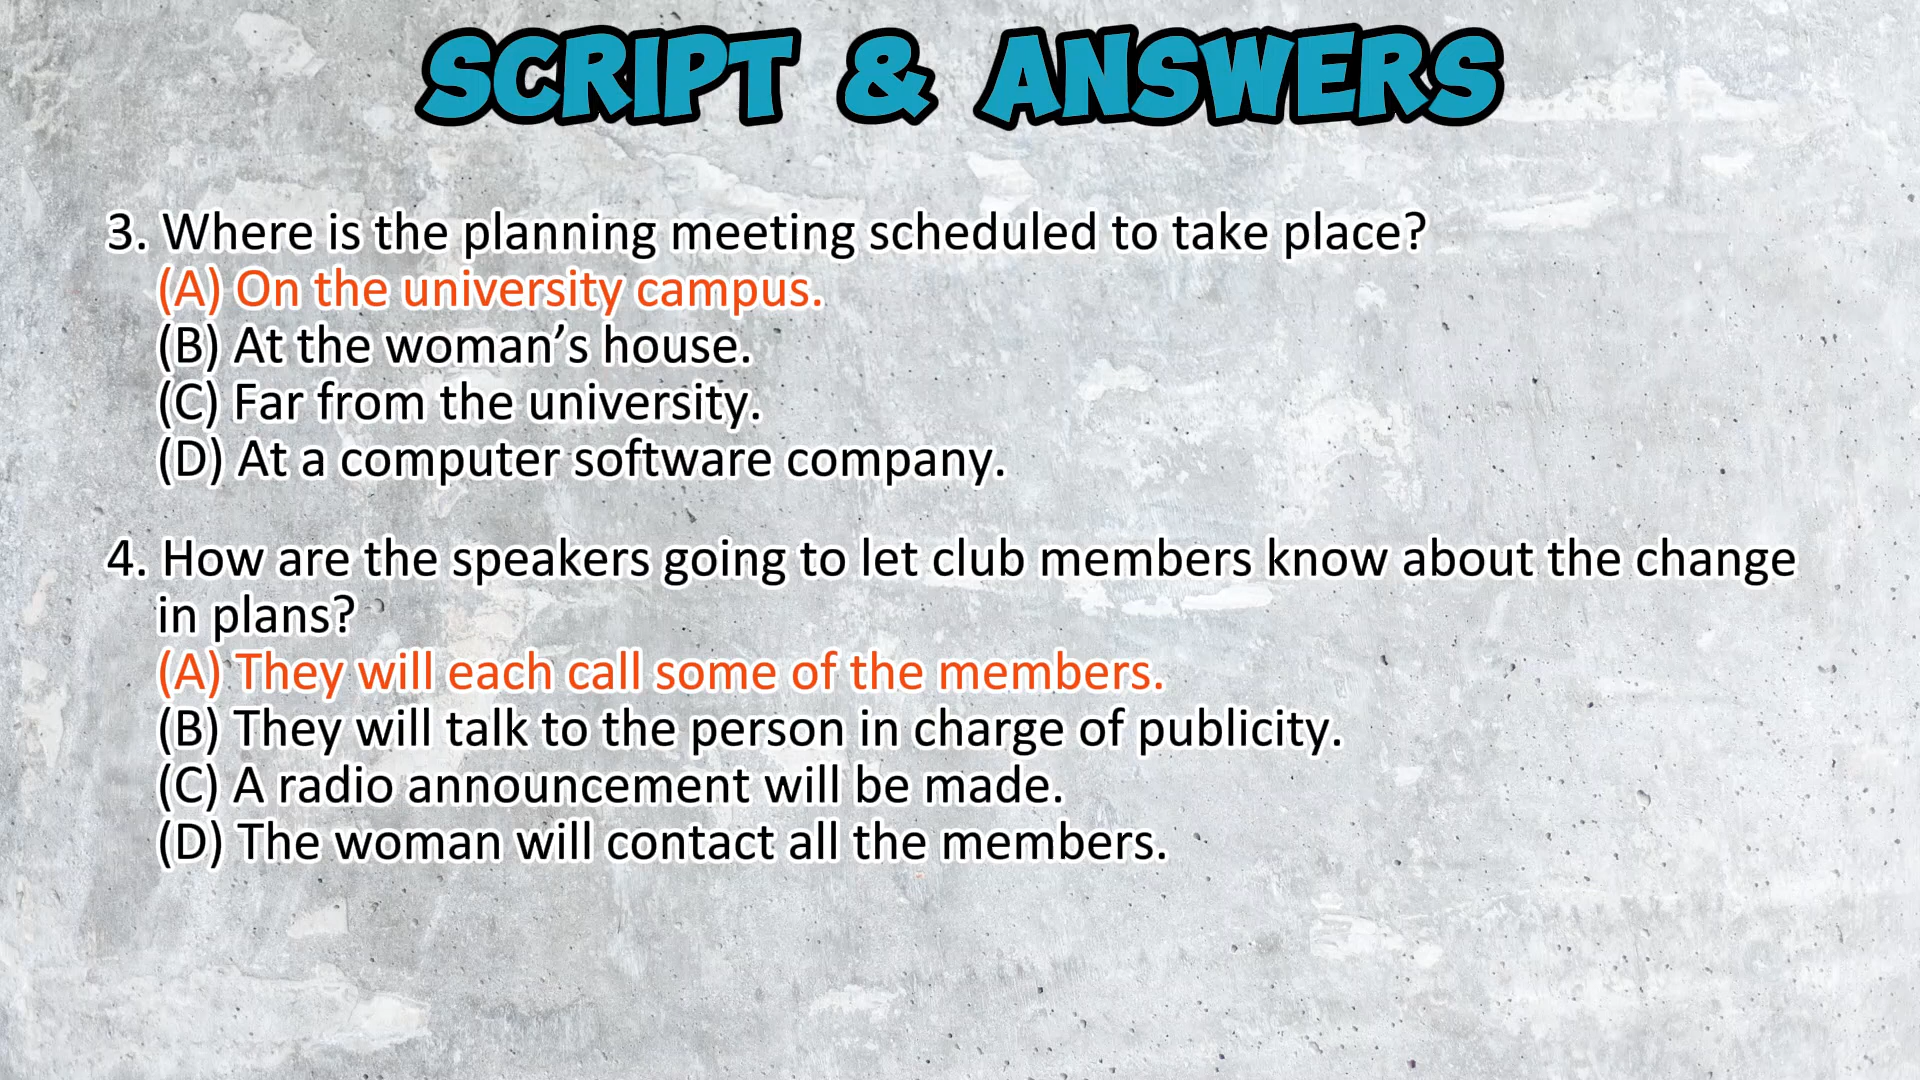 SCRIPT & ANSWERS
3. Where is the planning meeting scheduled to take place?
(A) On the university campus.
(B) At the woman’s house.
(C) Far from the university.
(D) At a computer software company.
4. How are the speakers going to let club members know about the change
in plans?
(A) They will each call some of the members.
(B) They will talk to the person in charge of publicity.
(C) A radio announcement will be made.
(D) The woman will contact all the members.